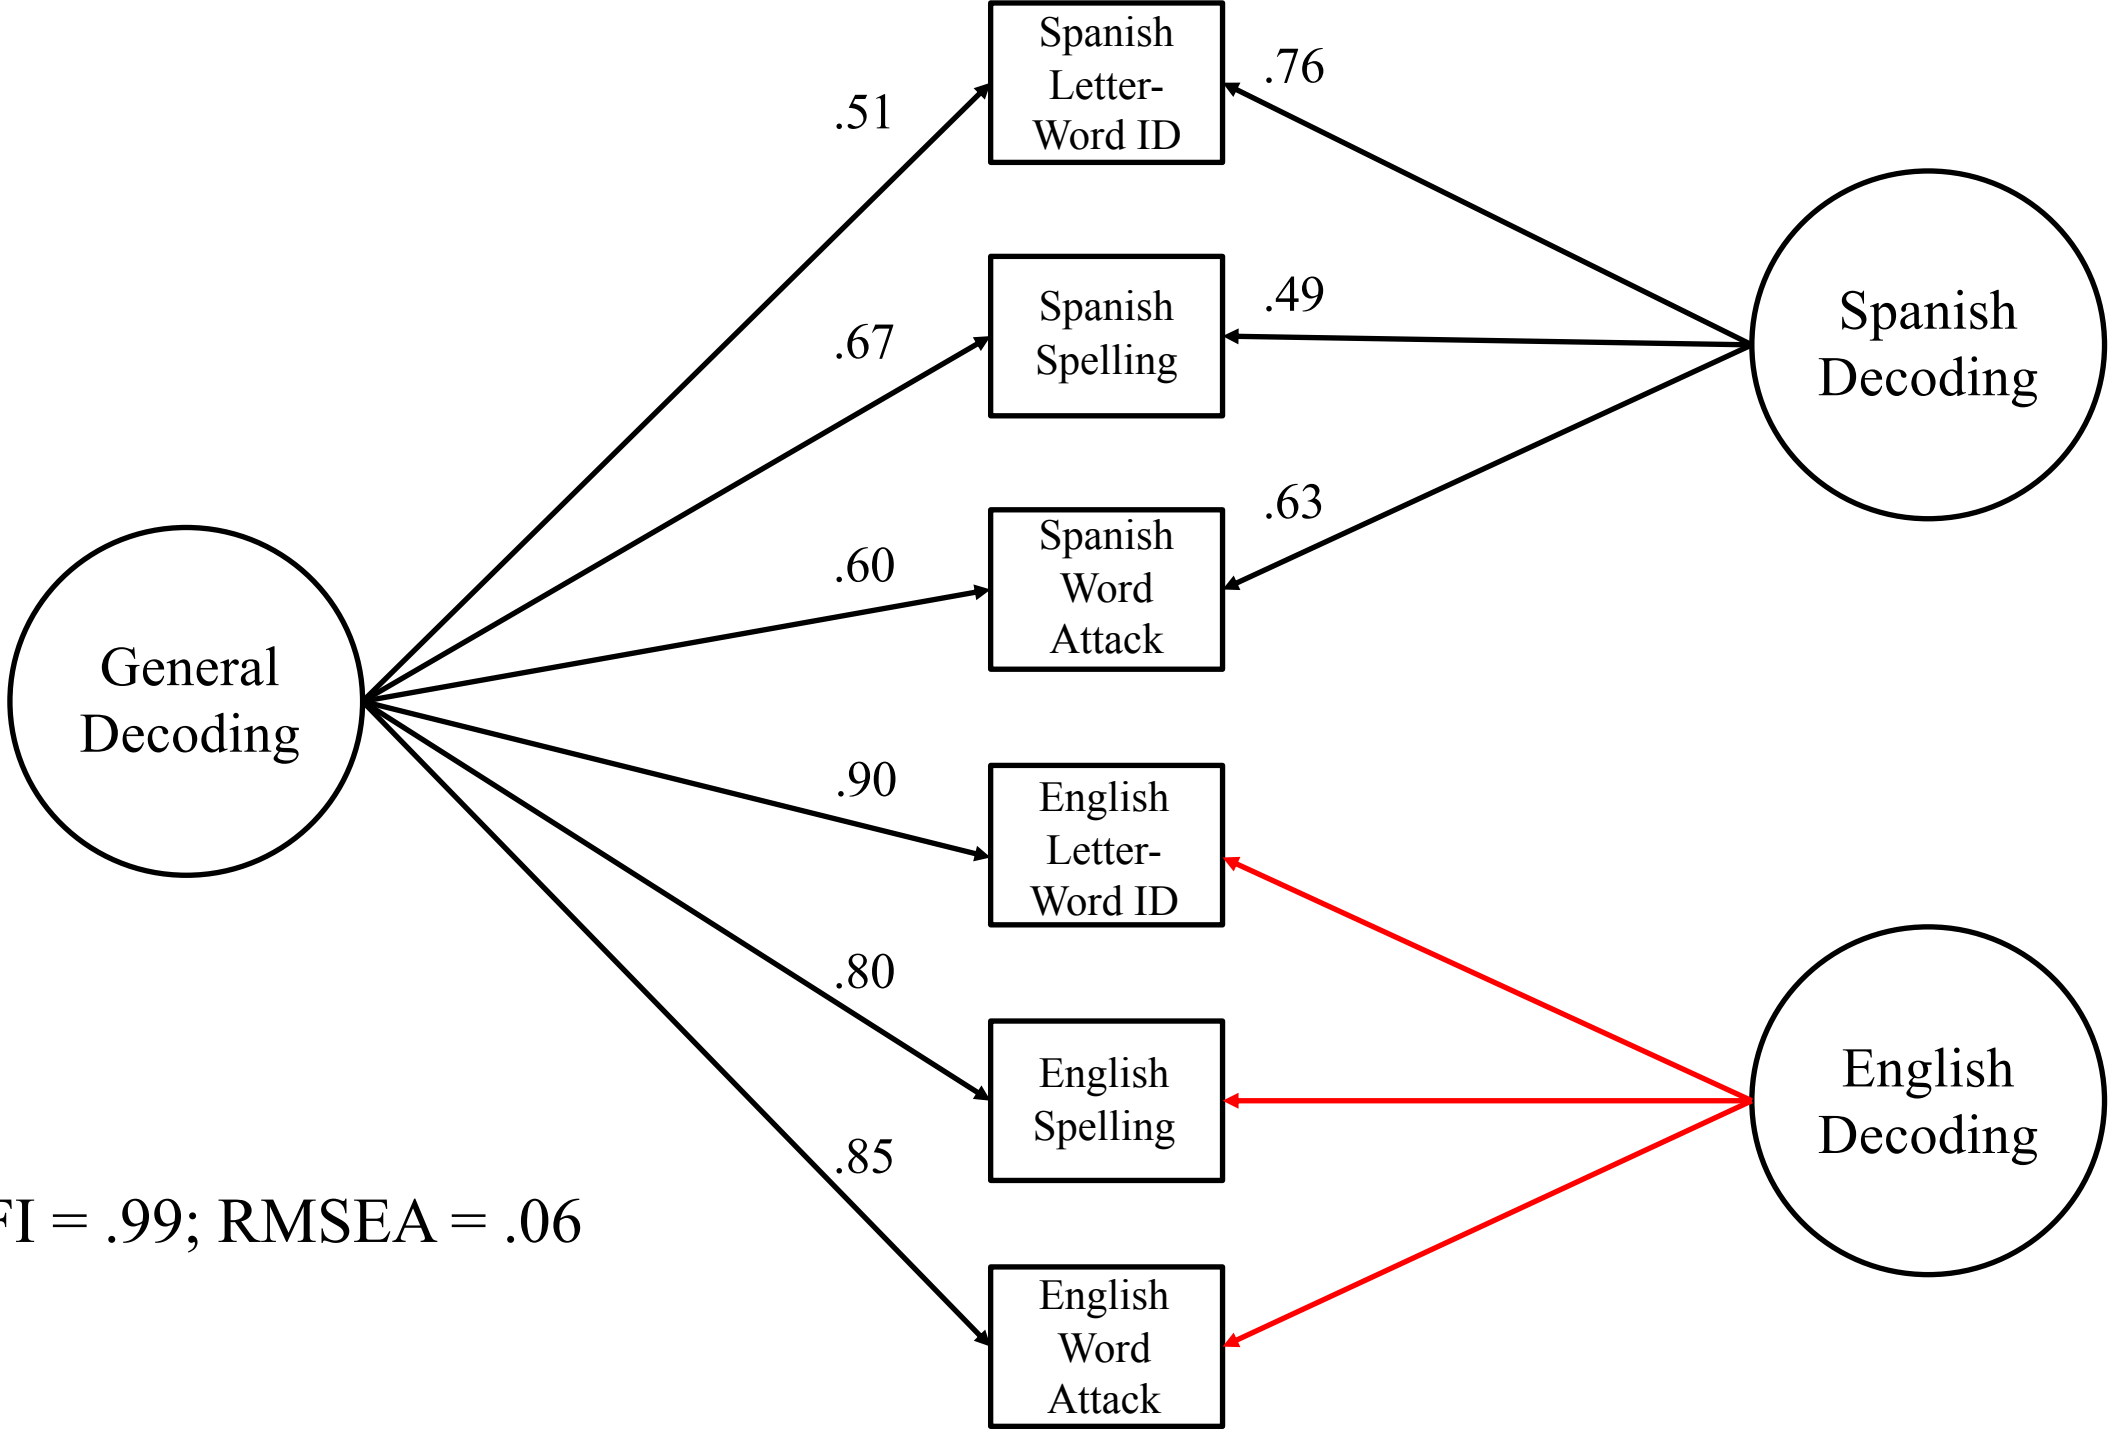 Spanish
Letter-
Word ID
.76
.51
Spanish
Spelling
.49
.67
Spanish
Decoding
Spanish
Word
Attack
.63
.60
General
Decoding
English
Letter-
Word ID
.90
.80
English
Spelling
English
Decoding
.85
FI = .99; RMSEA = .06
English
Word
Attack